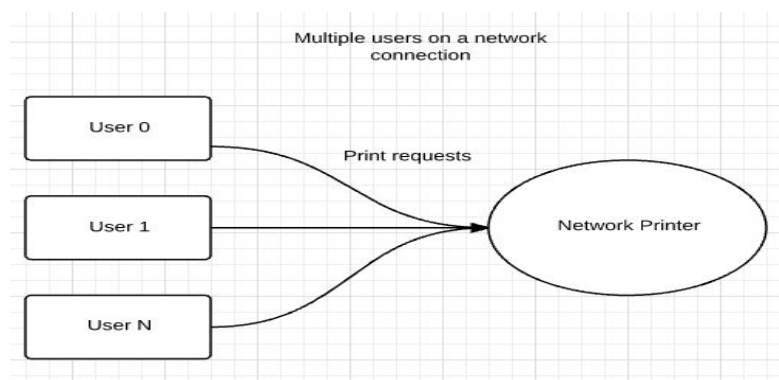 Multiple users on a network
connection
User 0
Print requests
User 1
Network Printer
User N